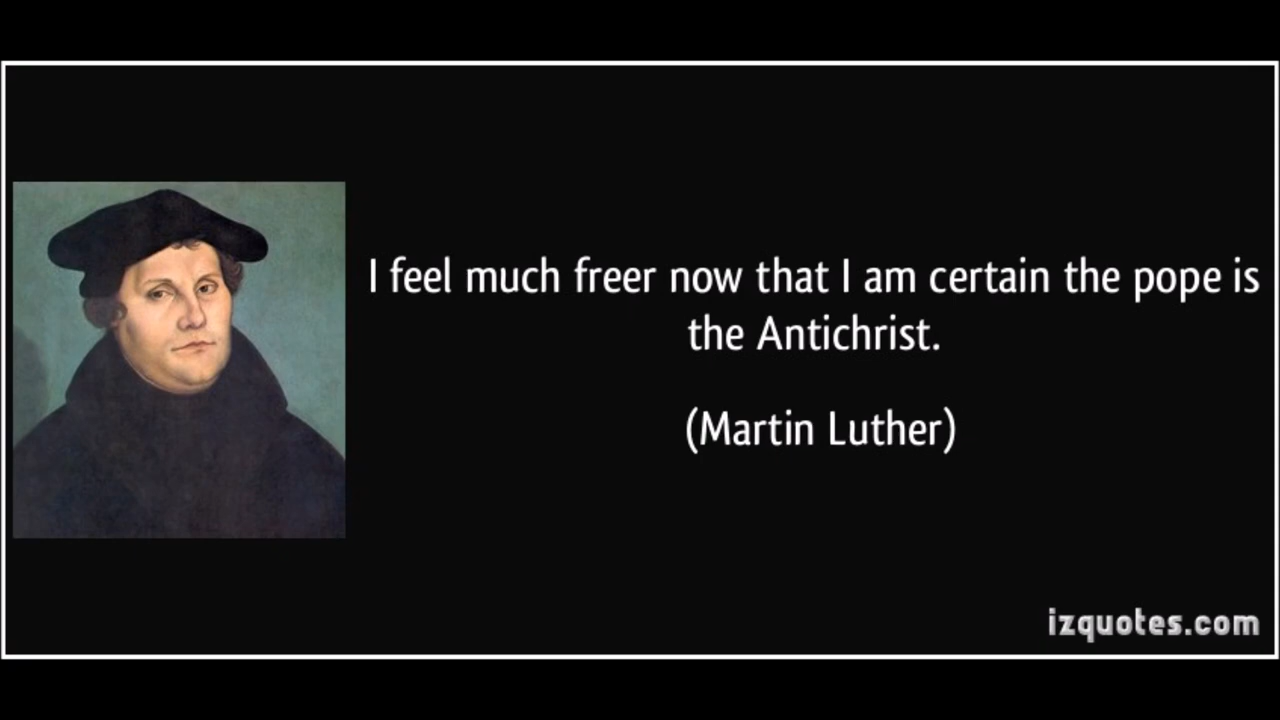 I feel much freer now that I am certain the pope is
the Antichrist.
(Martin Luther)
izquotes.com